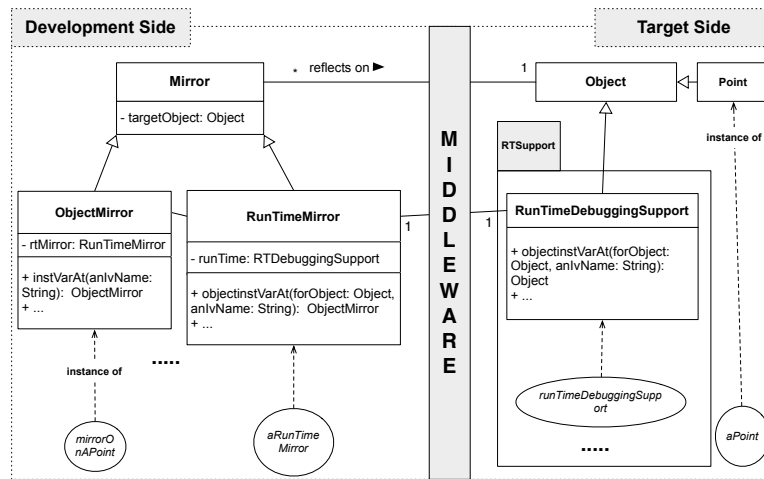 Development Side
Target Side
Mirror
- targetObject: Object
* reflects on ►
1
Object
Point
instance of
RTSupport
MIDDLEWARE
ObjectMirror
- rtMirror: RunTimeMirror
+ instVarAt(anIvName:
String): ObjectMirror
+ ...
RunTimeMirror
- runTime: RTDebuggingSupport
+ objectinstVarAt(forObject: Object,
anIvName: String): ObjectMirror
+ ...
1
1
RunTimeDebuggingSupport
+ objectinstVarAt(forObject:
Object, anIvName: String):
Object
+ ...
instance of
.....
mirrorO
nAPoint
aRunTime
Mirror
runTimeDebuggingSupp
ort
.....
aPoint